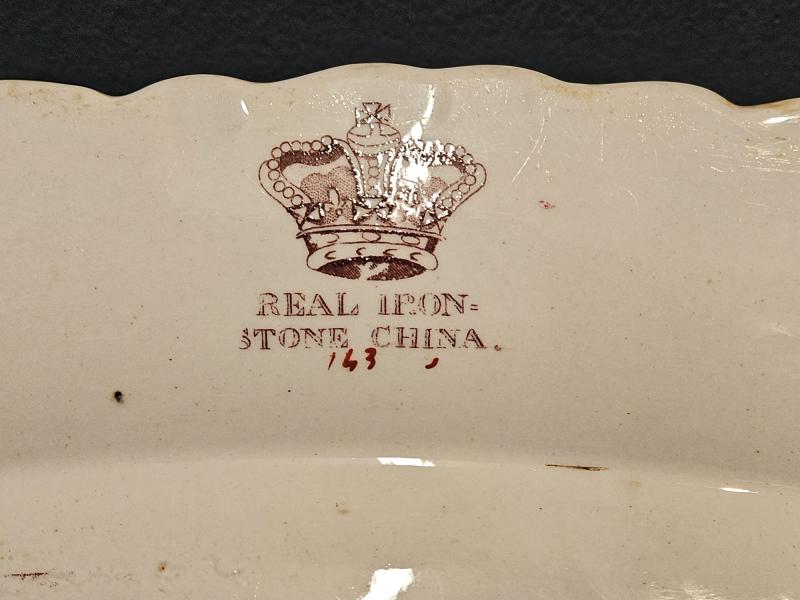 REAL IRON=
STONE CHINA.
143